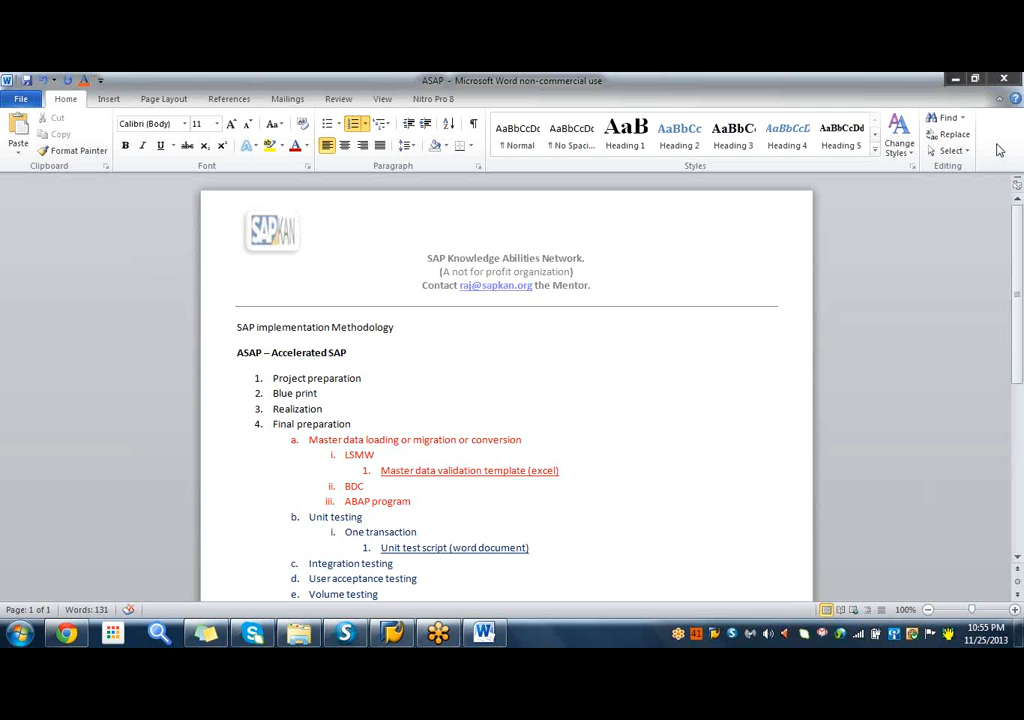 ASAP - Microsoft Word non-commercial use
File Home Insert Page Layout References Mailings Review View Nitro Pro 8
Paste
Cut
Copy
Format Painter
Clipboard
Calibri (Body) 11
Font
Paragraph
AaBbCcDc AaBbCcDc AaB AaBbCc AaBbC AaBbCcD AaBbCcDd
¶ Normal ¶ No Spaci... Heading 1 Heading 2 Heading 3 Heading 4 Heading 5
Styles
Change
Styles
Find
Replace
Select
Editing
SAPKAN
SAP Knowledge Abilities Network.
(A not for profit organization)
Contact raj@sapkan.org the Mentor.
SAP implementation Methodology
ASAP – Accelerated SAP
1. Project preparation
2. Blue print
3. Realization
4. Final preparation
a. Master data loading or migration or conversion
i. LSMW
1. Master data validation template (excel)
ii. BDC
iii. ABAP program
b. Unit testing
i. One transaction
1. Unit test script (word document)
c. Integration testing
d. User acceptance testing
e. Volume testing
Page: 1 of 1 Words: 131 100%
10:55 PM
11/25/2013